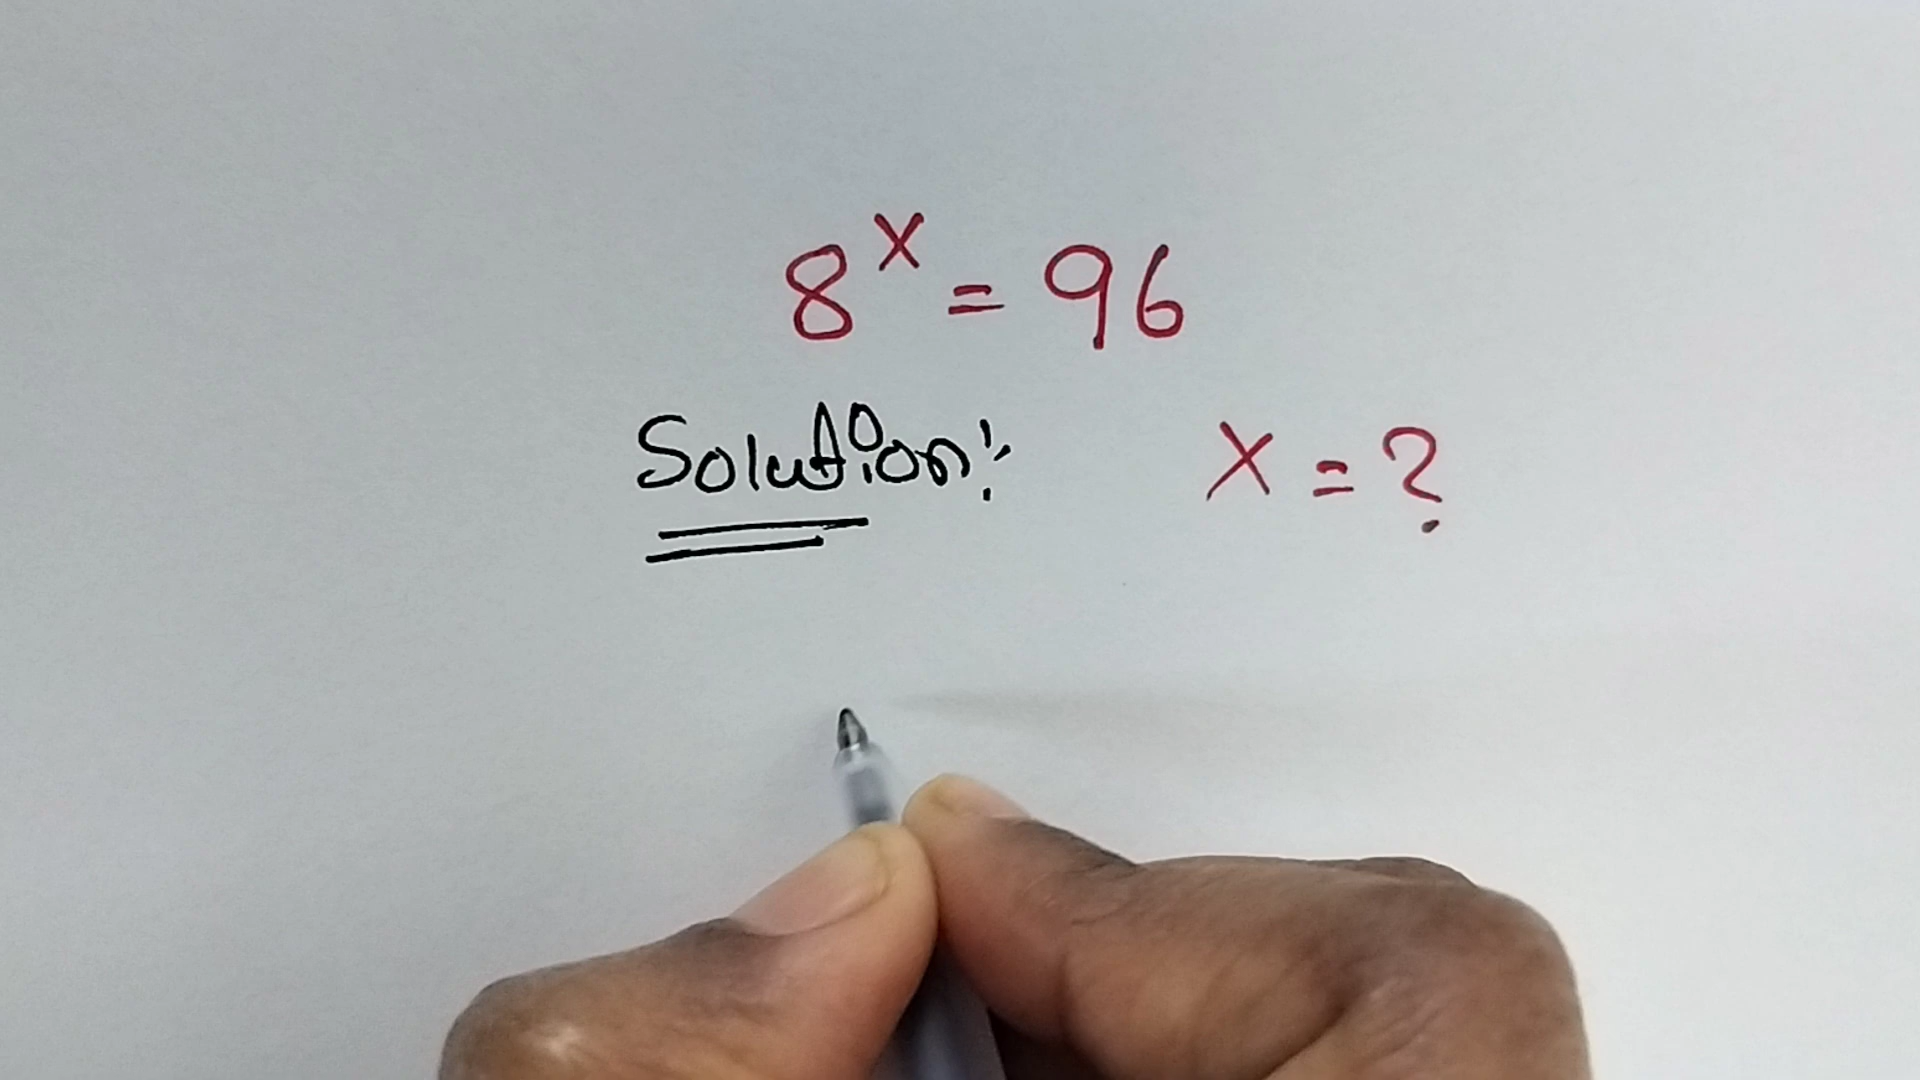 8^x = 96
Solution:
x = ?